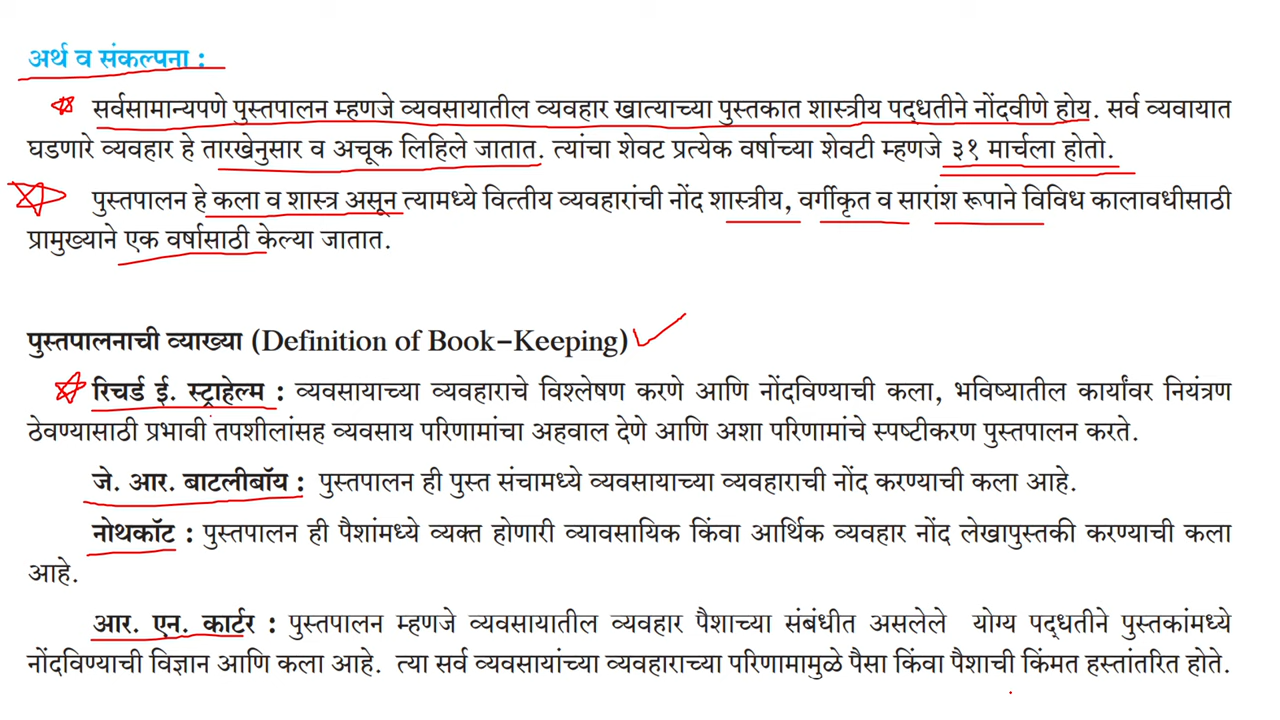 अर्थ व संकल्पना :
सर्वसामान्यपणे पुस्तपालन म्हणजे व्यवसायातील व्यवहार खात्याच्या पुस्तकात शास्त्रीय पद्धतीने नोंदवीणे होय. सर्व व्यवायात
घडणारे व्यवहार हे तारखेनुसार व अचूक लिहिले जातात. त्यांचा शेवट प्रत्येक वर्षाच्या शेवटी म्हणजे ३१ मार्चला होतो.
पुस्तपालन हे कला व शास्त्र असून त्यामध्ये वित्तीय व्यवहारांची नोंद शास्त्रीय, वर्गीकृत व सारांश रूपाने विविध कालावधीसाठी
प्रामुख्याने एक वर्षासाठी केल्या जातात.
पुस्तपालनाची व्याख्या (Definition of Book-Keeping)
रिचर्ड ई. स्ट्राहेल्म : व्यवसायाच्या व्यवहाराचे विश्लेषण करणे आणि नोंदविण्याची कला, भविष्यातील कार्यांवर नियंत्रण
ठेवण्यासाठी प्रभावी तपशीलांसह व्यवसाय परिणामांचा अहवाल देणे आणि अशा परिणामांचे स्पष्टीकरण पुस्तपालन करते.
जे. आर. बाटलीबॉय : पुस्तपालन ही पुस्त संचामध्ये व्यवसायाच्या व्यवहाराची नोंद करण्याची कला आहे.
नोथकॉट : पुस्तपालन ही पैशांमध्ये व्यक्त होणारी व्यावसायिक किंवा आर्थिक व्यवहार नोंद लेखापुस्तकी करण्याची कला
आहे.
आर. एन. कार्टर : पुस्तपालन म्हणजे व्यवसायातील व्यवहार पैशाच्या संबंधीत असलेले योग्य पद्धतीने पुस्तकांमध्ये
नोंदविण्याची विज्ञान आणि कला आहे. त्या सर्व व्यवसायांच्या व्यवहाराच्या परिणामामुळे पैसा किंवा पैशाची किंमत हस्तांतरित होते.